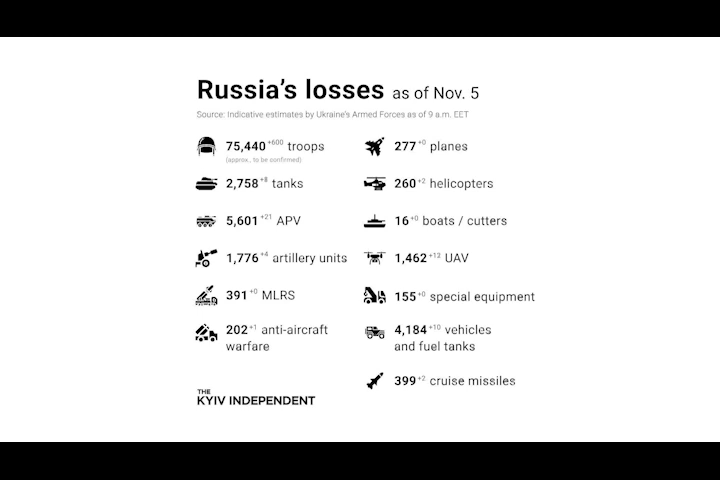 Russia's losses as of Nov. 5
Source: Indicative estimates by Ukraine's Armed Forces as of 9 a.m. EET
75,440 +600 troops
(approx., to be confirmed)
2,758 +8 tanks
5,601 +21 APV
1,776 +4 artillery units
391 +0 MLRS
202 +1 anti-aircraft
warfare
277 +0 planes
260 +2 helicopters
16 +0 boats / cutters
1,462 +12 UAV
155 +0 special equipment
4,184 +10 vehicles
and fuel tanks
399 +2 cruise missiles
THE
KYIV INDEPENDENT